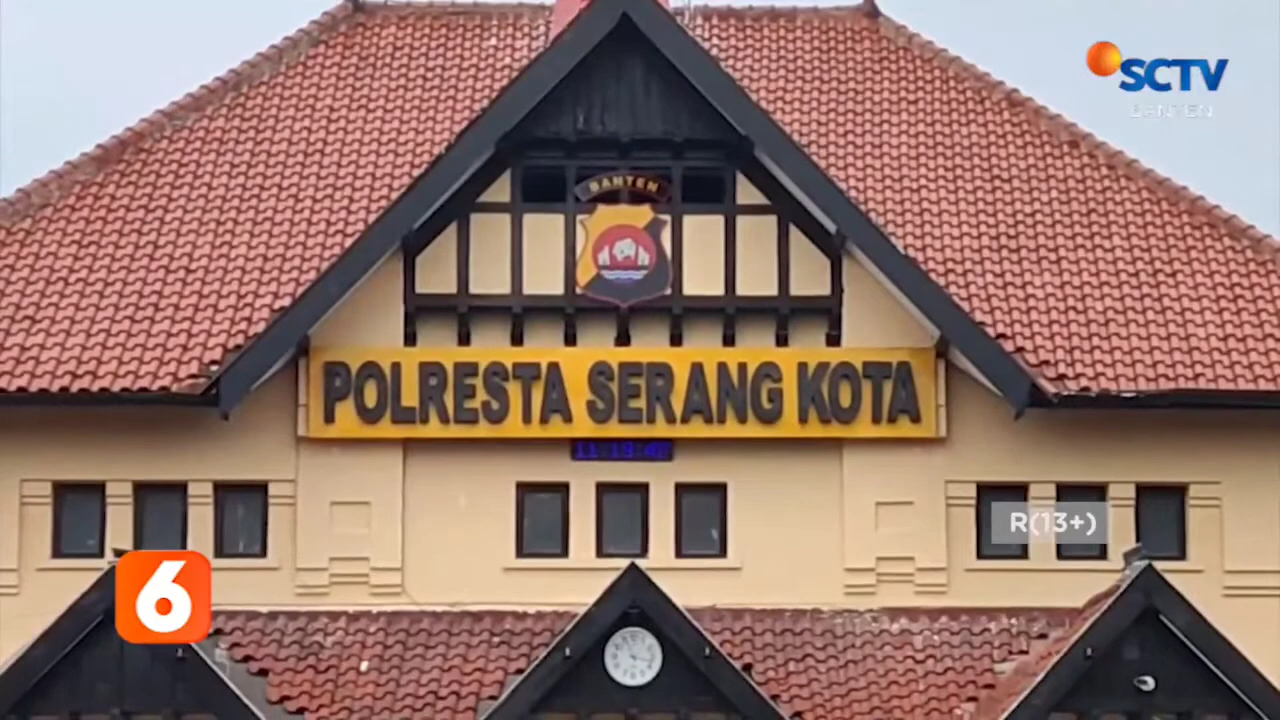 SCTV
BANTEN
BANTEN
POLRESTA SERANG KOTA
R(13+)
6